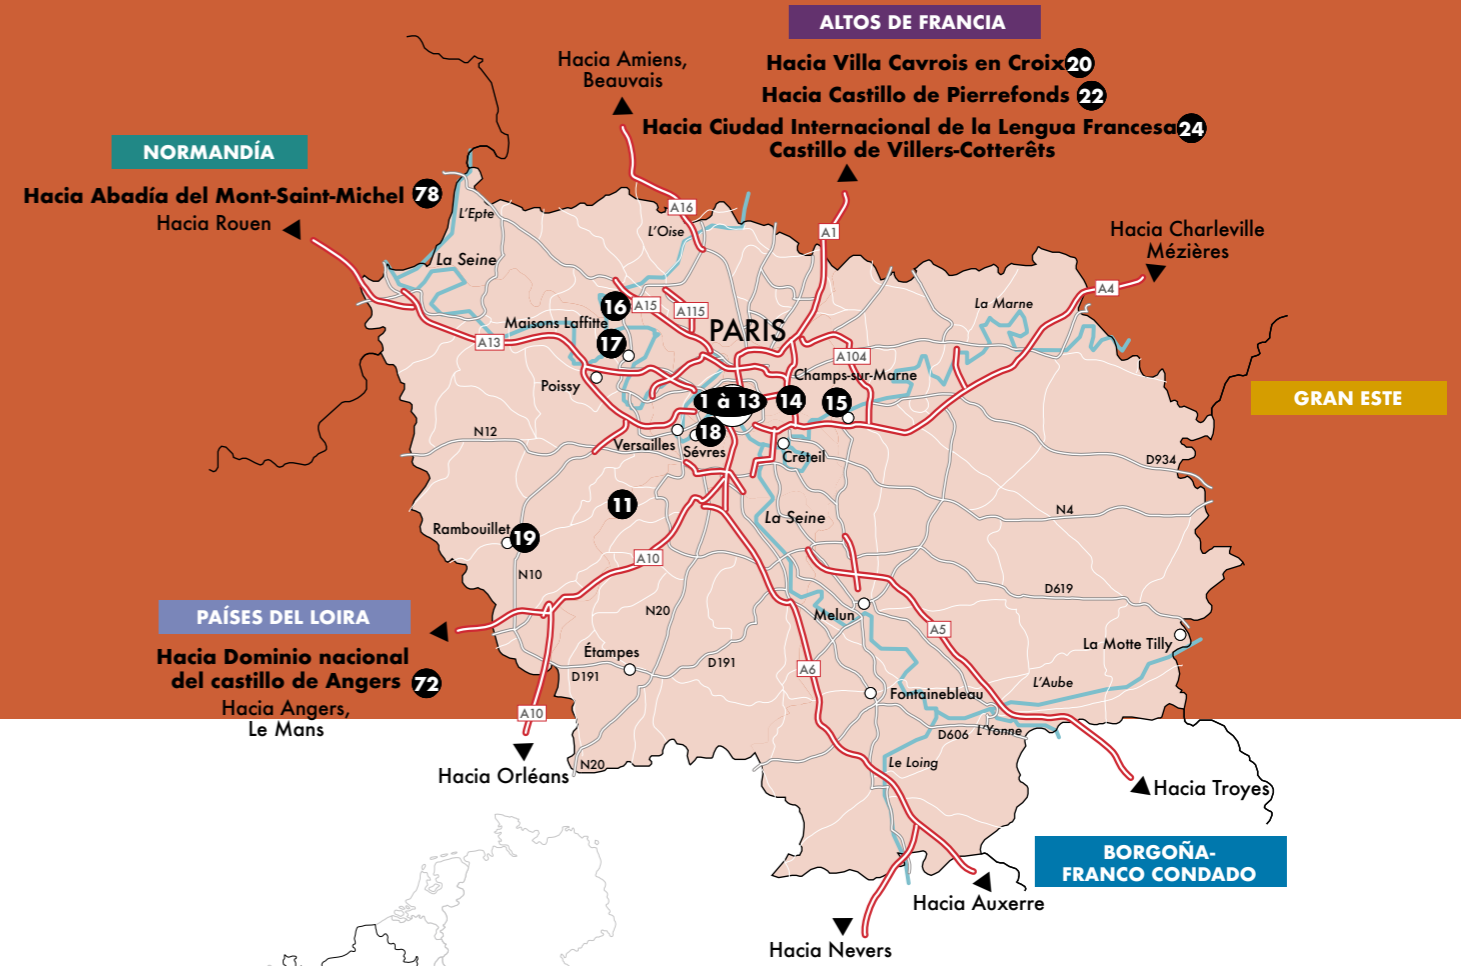 ALTOS DE FRANCIA
Hacia Amiens,
Beauvais
Hacia Villa Cavrois en Croix 20
Hacia Castillo de Pierrefonds 22
Hacia Ciudad Internacional de la Lengua Francesa 24
Castillo de Villers-Cotterêts
NORMANDÍA
Hacia Abadía del Mont-Saint-Michel 78
Hacia Rouen
L'Epte
A16
L'Oise
A1
Hacia Charleville
Mézières
La Seine
A4
16
A15
A115
La Marne
Maisons Laffitte
PARIS
A13
17
A104
Poissy
Champs-sur-Marne
1 à 13
14
15
GRAN ESTE
N12
Versailles
18
Sévres
Créteil
D934
11
La Seine
N4
Rambouillet
19
A10
N10
D619
PAÍSES DEL LOIRA
N20
Melun
A5
Hacia Dominio nacional
del castillo de Angers 72
Hacia Angers,
Le Mans
Étampes
D191
D191
A6
La Motte Tilly
L'Aube
Fontainebleau
A10
D606
L'Yonne
N20
Le Loing
Hacia Orléans
Hacia Troyes
BORGOÑA-
FRANCO CONDADO
Hacia Auxerre
Hacia Nevers